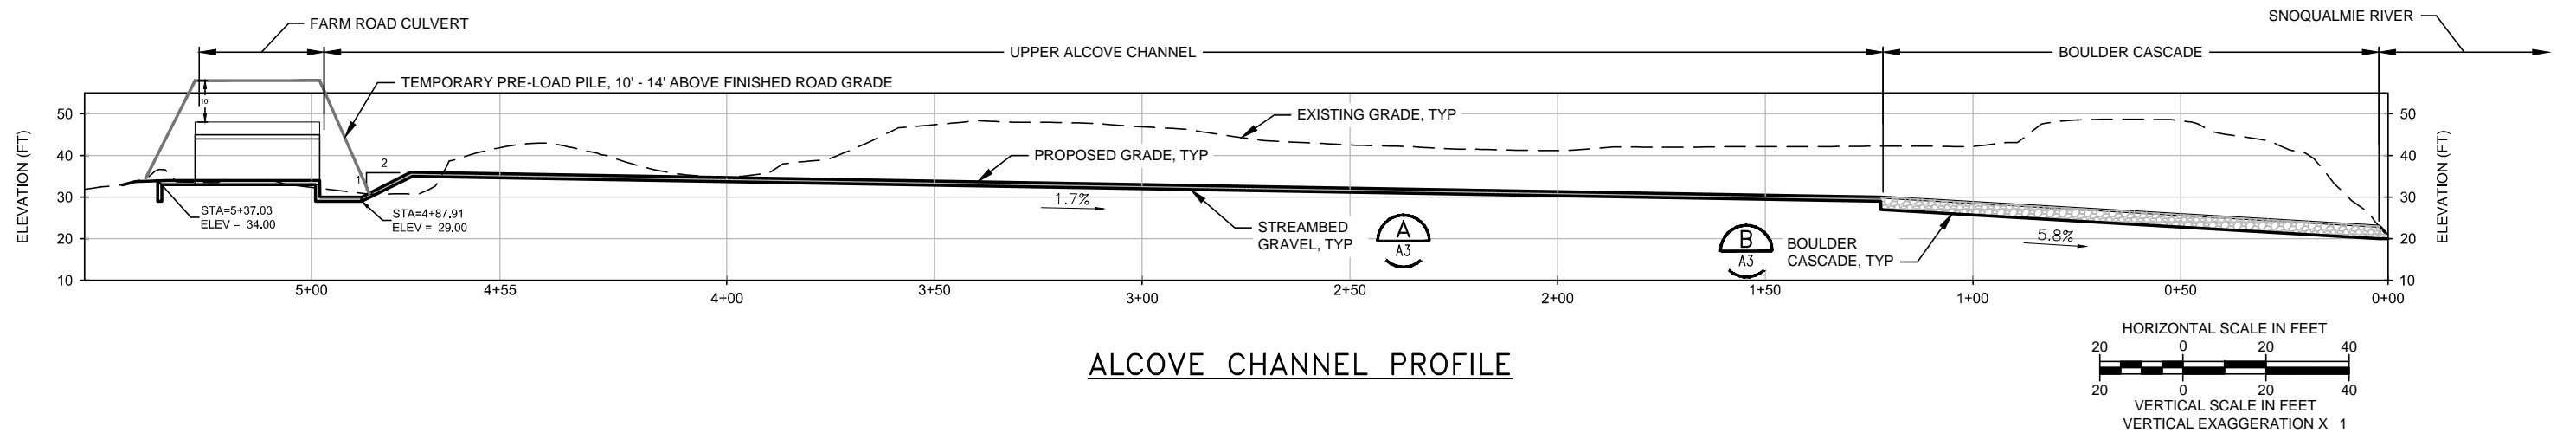 SNOQUALMIE RIVER
FARM ROAD CULVERT
UPPER ALCOVE CHANNEL
BOULDER CASCADE
TEMPORARY PRE-LOAD PILE, 10' - 14' ABOVE FINISHED ROAD GRADE
10'
50
EXISTING GRADE, TYP
50
40
2
PROPOSED GRADE, TYP
40
1
30
30
1.7%
STA=5+37.03
ELEV = 34.00
STA=4+87.91
ELEV = 29.00
STREAMBED
GRAVEL, TYP
A
A3
B
A3
BOULDER
CASCADE, TYP
5.8%
20
20
10
10
ELEVATION (FT)
ELEVATION (FT)
5+00
4+55
4+00
3+50
3+00
2+50
2+00
1+50
1+00
0+50
0+00
HORIZONTAL SCALE IN FEET
20 0 20 40
20 0 20 40
VERTICAL SCALE IN FEET
VERTICAL EXAGGERATION X 1
ALCOVE CHANNEL PROFILE